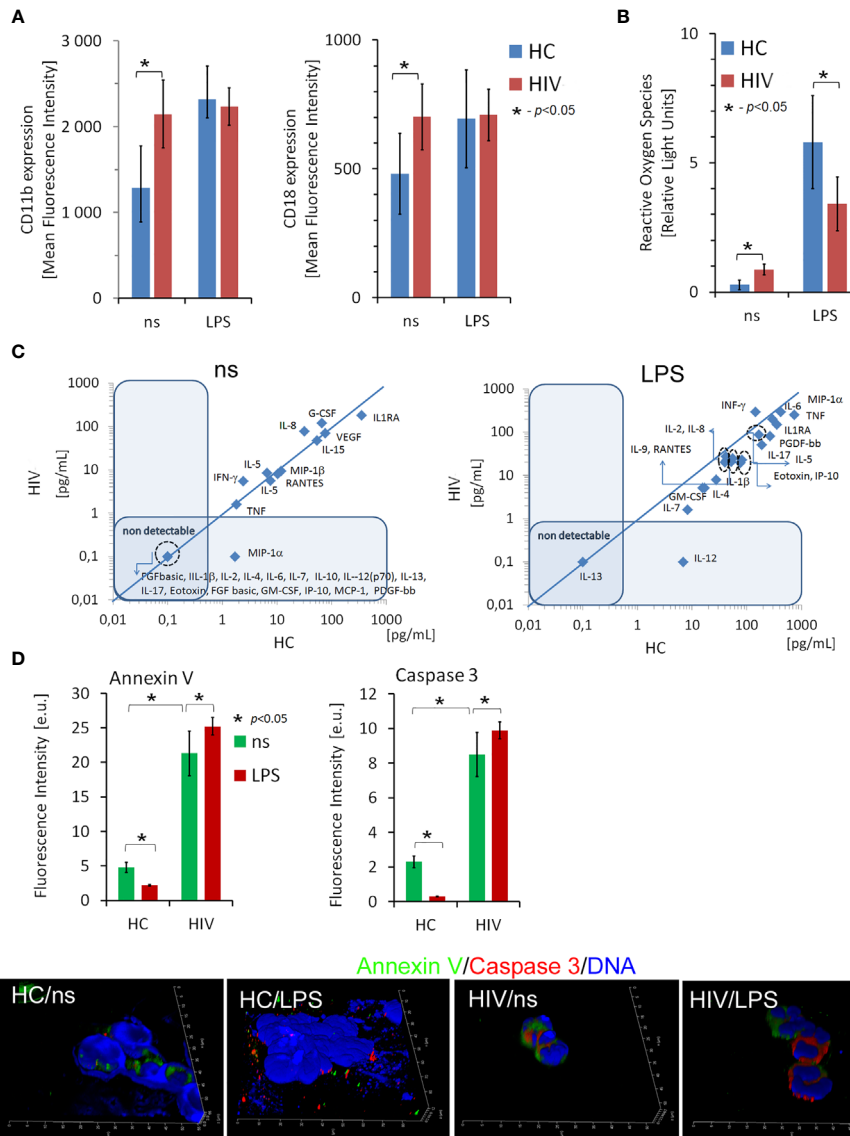 A
CD11b expression
[Mean Fluorescence Intensity]
3 000
2 000
1 000
0
*
ns
LPS
CD18 expression
[Mean Fluorescence Intensity]
1000
500
0
*
ns
LPS
HC
HIV
* - p<0.05
B
Reactive Oxygen Species
[Relative Light Units]
10
5
0
HC
HIV
* - p<0.05
*
*
ns
LPS
C
ns
HIV
[pg/mL]
1000
100
10
1
0,1
0,01
G-CSF
IL-8
IL1RA
VEGF
IL-15
IL-5
MIP-1β
IFN-γ
IL-5
RANTES
TNF
non detectable
MIP-1α
PGFbasic, IIL-1β, IL-2, IL-4, IL-6, IL-7, IL-10, IL-12(p70), IL-13,
IL-17, Eotoxin, FGF basic, GM-CSF, IP-10, MCP-1, PDGF-bb
0,01 0,1 1 10 100 1000
HC
[pg/mL]
LPS
HIV
[pg/mL]
1000
100
10
1
0,1
0,01
INF-γ
IL-6
MIP-1α
TNF
IL-2, IL-8
IL1RA
PGDF-bb
IL-9, RANTES
IL-17
IL-5
IL-1β
Eotoxin, IP-10
GM-CSF
IL-4
IL-7
non detectable
IL-13
IL-12
0,01 0,1 1 10 100 1000
HC
[pg/mL]
D
Annexin V
Fluorescence Intensity [e.u.]
30
25
20
15
10
5
0
*
*
*
* p<0.05
ns
LPS
HC
HIV
Caspase 3
Fluorescence Intensity [e.u.]
12
10
8
6
4
2
0
*
*
*
HC
HIV
Annexin V/Caspase 3/DNA
HC/ns
HC/LPS
HIV/ns
HIV/LPS